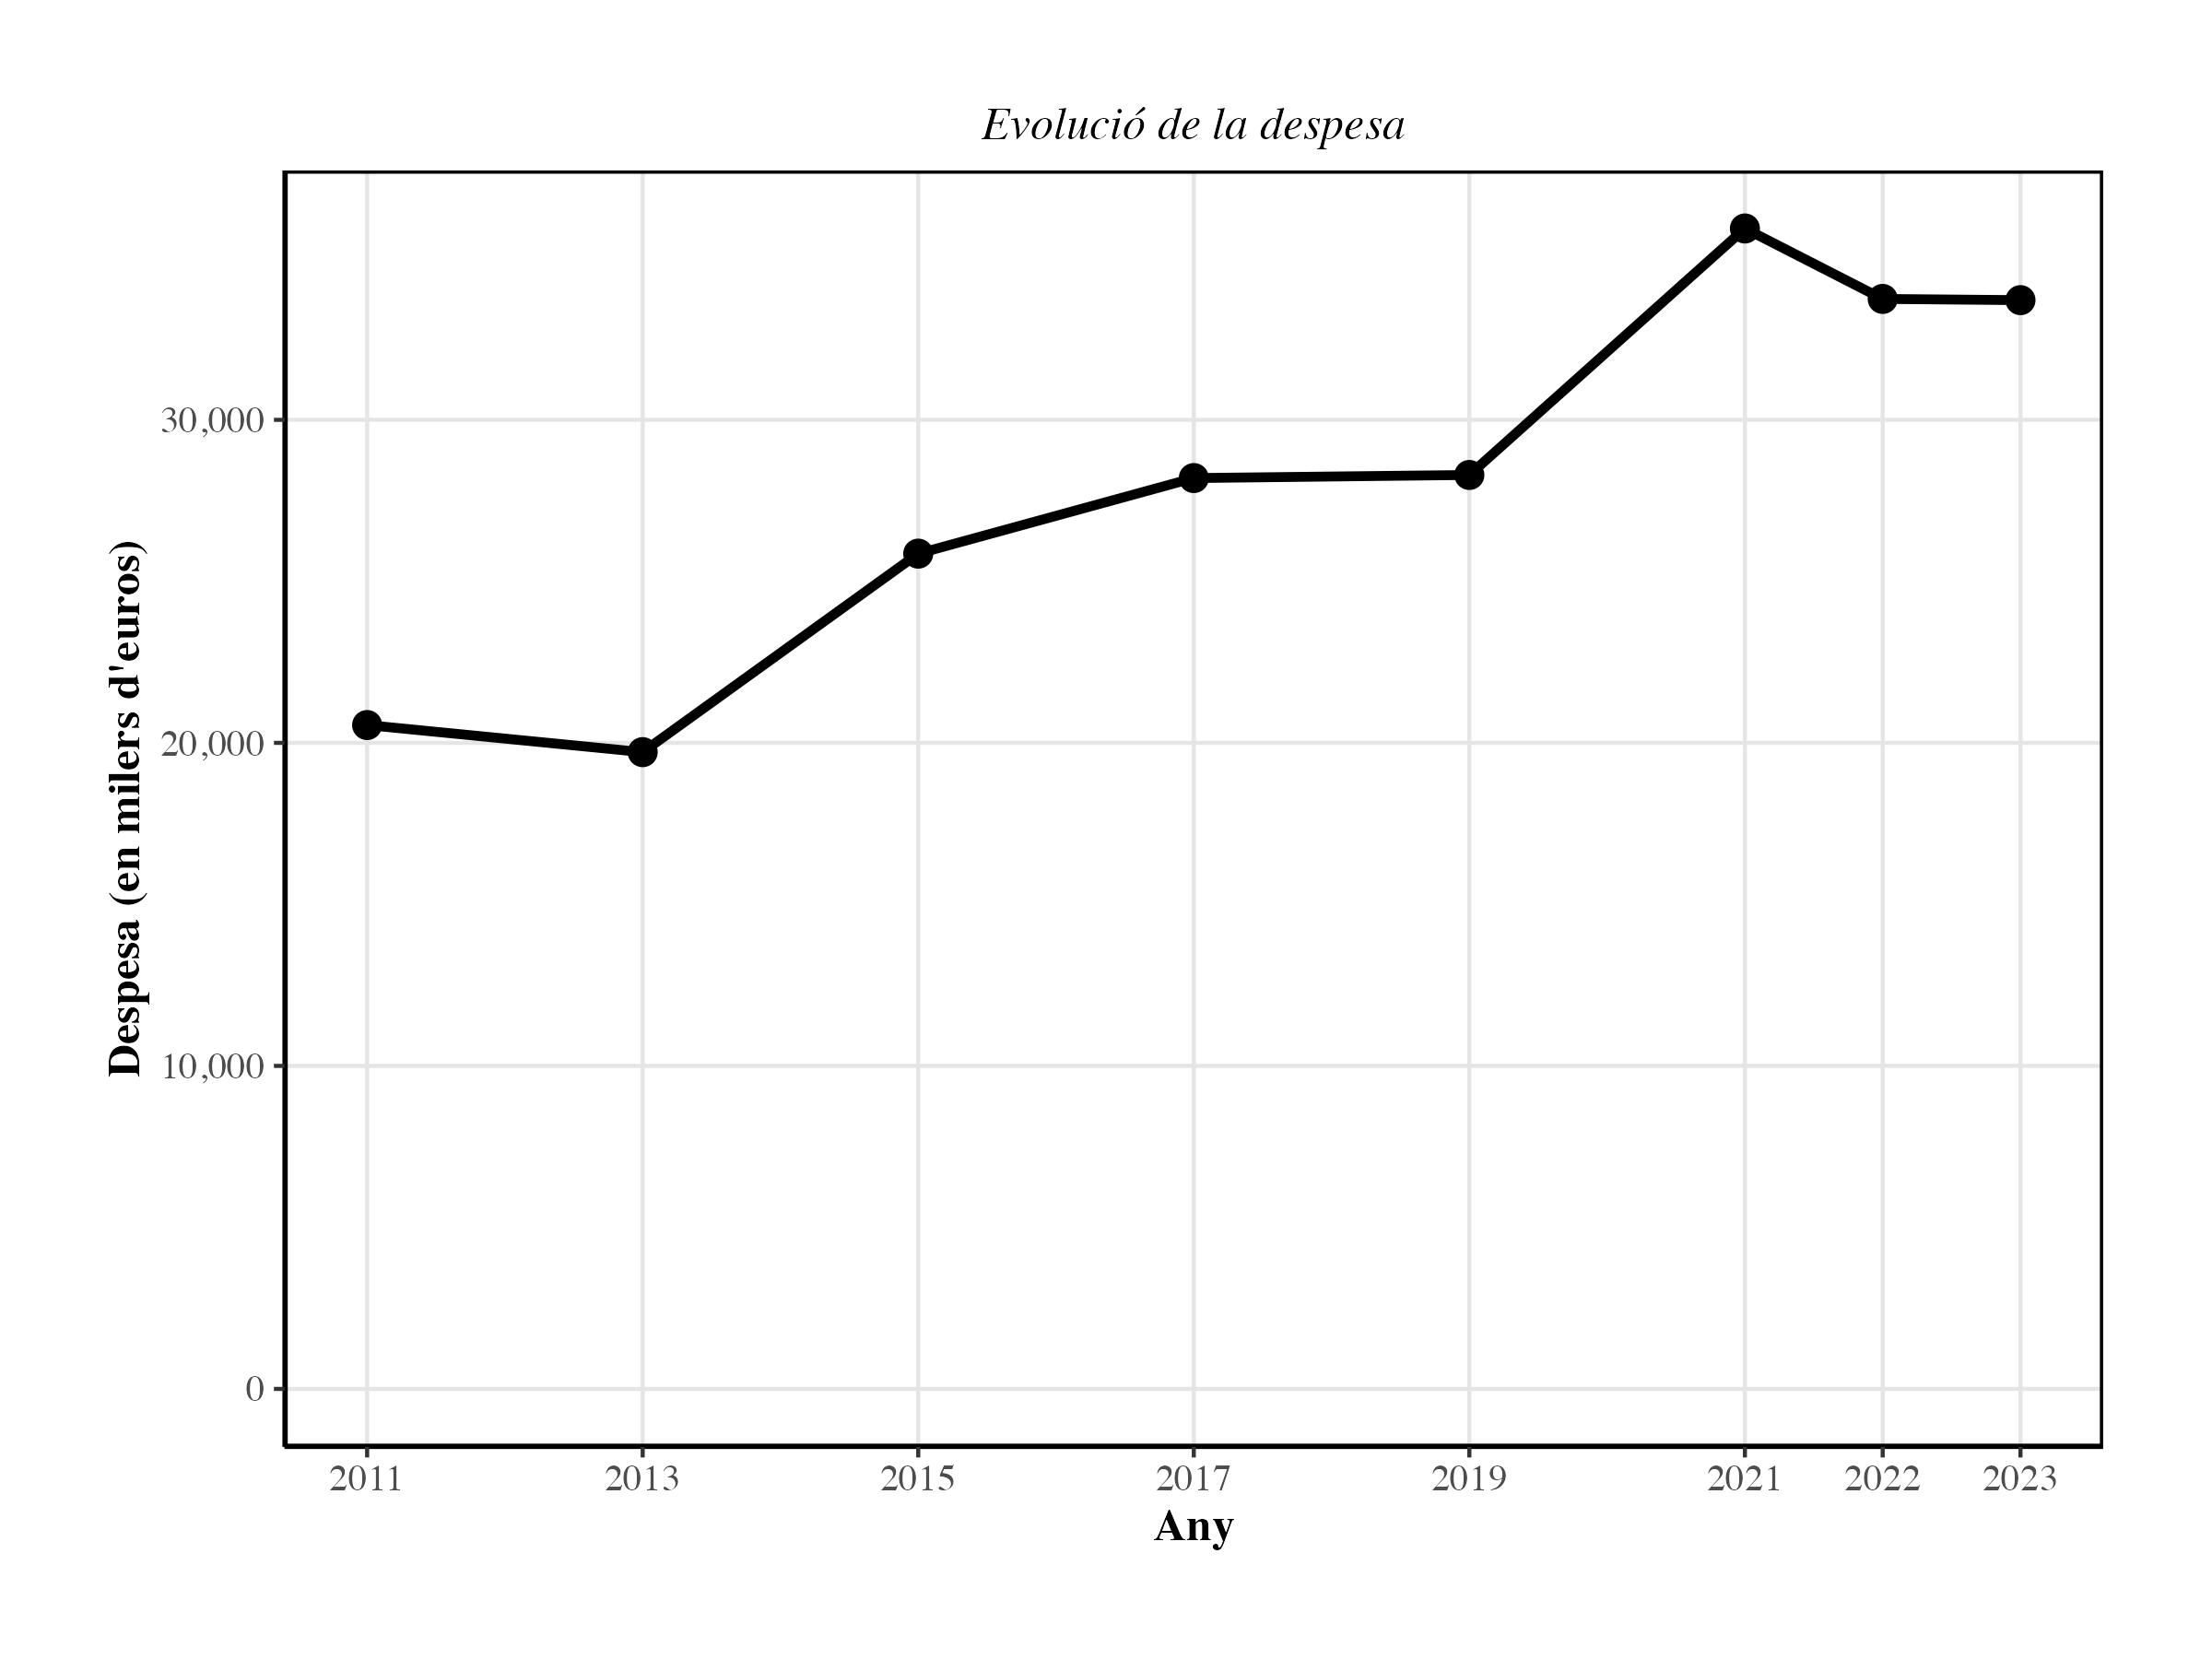 Evolució de la despesa
Despesa (en milers d'euros)
30,000
20,000
10,000
0
2011 2013 2015 2017 2019 2021 2022 2023
Any